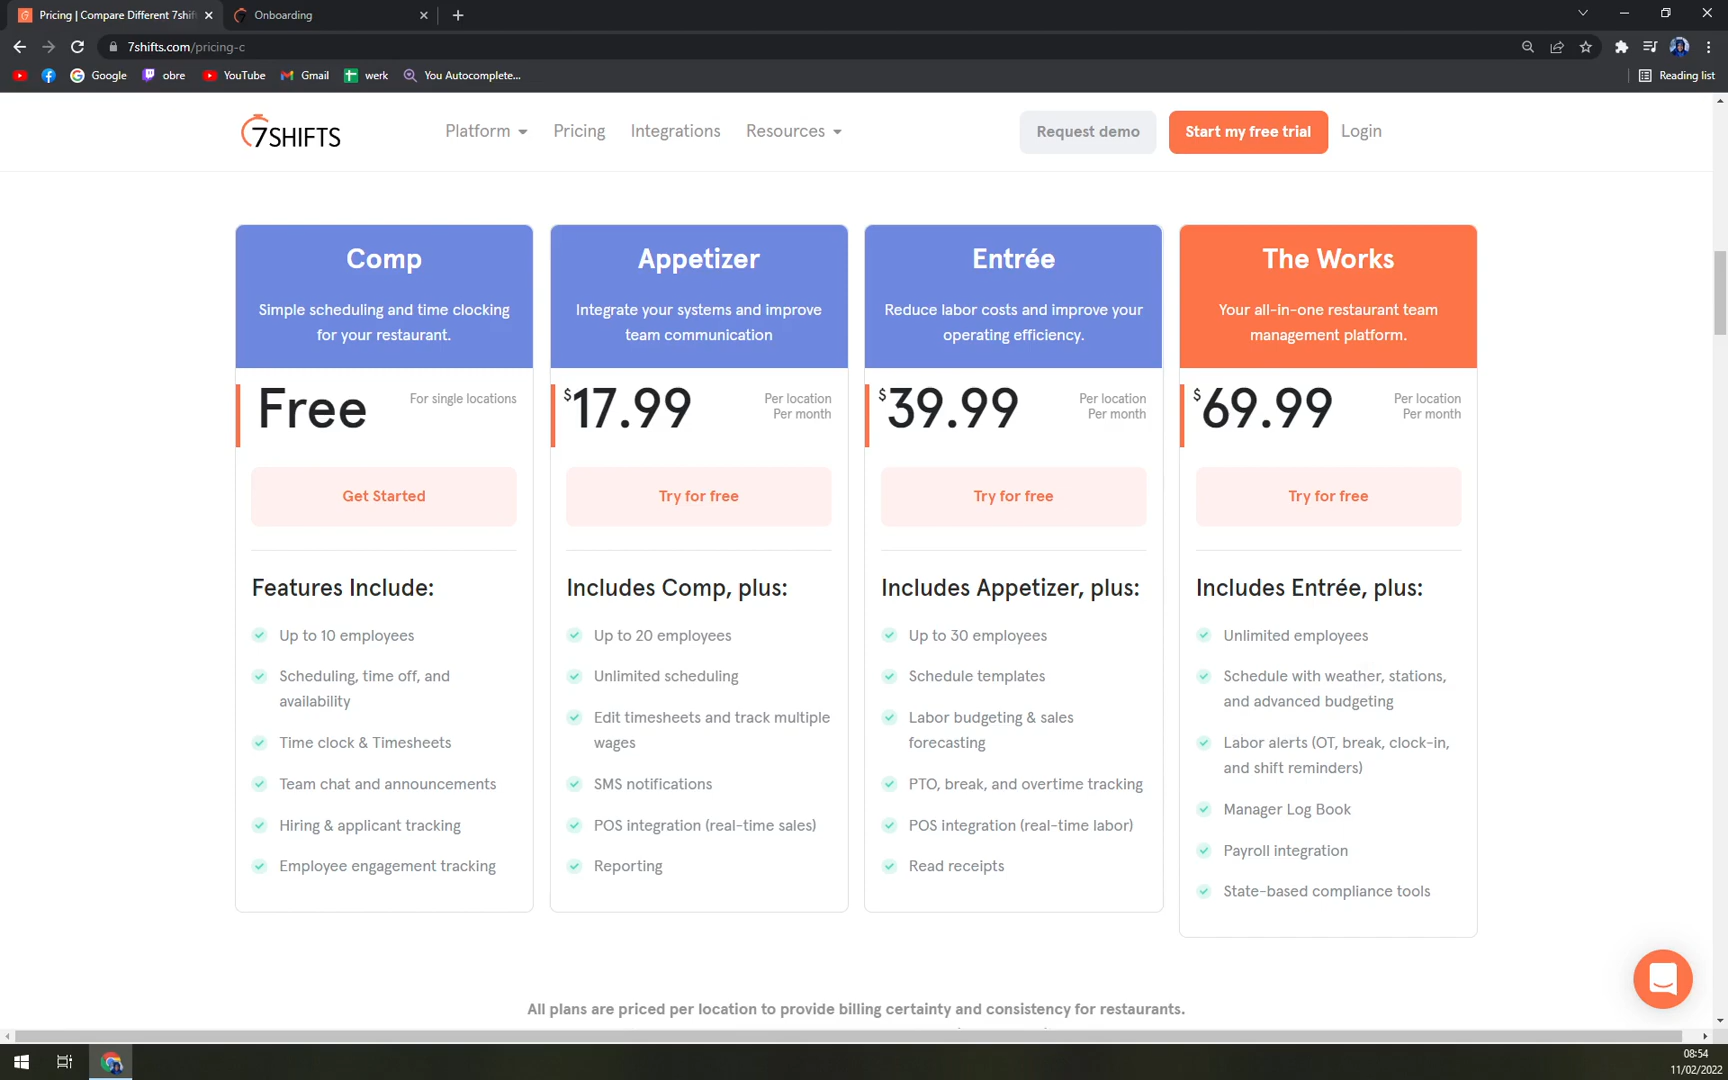 Pricing | Compare Different 7shif
Onboarding
7shifts.com/pricing-c
Google
obre
YouTube
Gmail
werk
You Autocomplete...
Reading list
7SHIFTS
Platform
Pricing
Integrations
Resources
Request demo
Start my free trial
Login
Comp
Simple scheduling and time clocking
for your restaurant.
Free
For single locations
Get Started
Features Include:
Up to 10 employees
Scheduling, time off, and
availability
Time clock & Timesheets
Team chat and announcements
Hiring & applicant tracking
Employee engagement tracking
Appetizer
Integrate your systems and improve
team communication
$17.99
Per location
Per month
Try for free
Includes Comp, plus:
Up to 20 employees
Unlimited scheduling
Edit timesheets and track multiple
wages
SMS notifications
POS integration (real-time sales)
Reporting
Entrée
Reduce labor costs and improve your
operating efficiency.
$39.99
Per location
Per month
Try for free
Includes Appetizer, plus:
Up to 30 employees
Schedule templates
Labor budgeting & sales
forecasting
PTO, break, and overtime tracking
POS integration (real-time labor)
Read receipts
The Works
Your all-in-one restaurant team
management platform.
$69.99
Per location
Per month
Try for free
Includes Entrée, plus:
Unlimited employees
Schedule with weather, stations,
and advanced budgeting
Labor alerts (OT, break, clock-in,
and shift reminders)
Manager Log Book
Payroll integration
State-based compliance tools
All plans are priced per location to provide billing certainty and consistency for restaurants.
08:54
11/02/2022